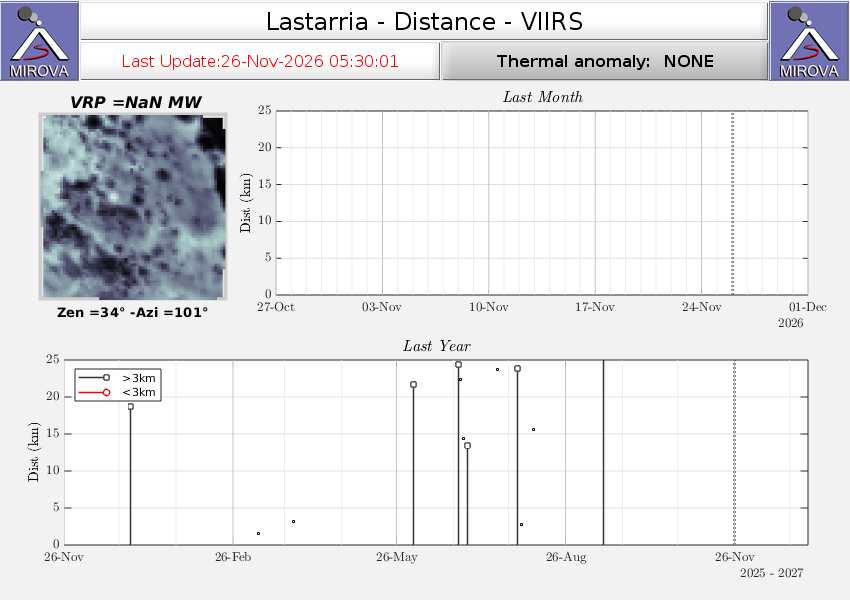 Lastarria - Distance - VIIRS
MIROVA
Last Update:26-Nov-2026 05:30:01
Thermal anomaly: NONE
MIROVA
VRP =NaN MW
Zen =34° -Azi =101°
Last Month
Dist (km)
25
20
15
10
5
0
27-Oct
03-Nov
10-Nov
17-Nov
24-Nov
01-Dec
2026
Last Year
Dist (km)
25
20
15
10
5
0
>3km
<3km
26-Nov
26-Feb
26-May
26-Aug
26-Nov
2025 - 2027